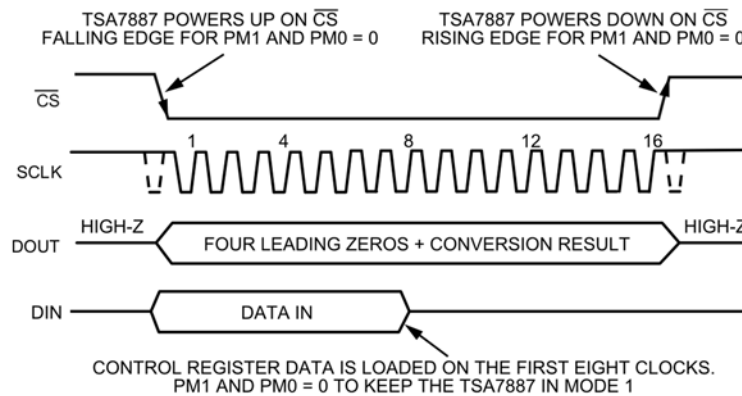 TSA7887 POWERS UP ON CS
FALLING EDGE FOR PM1 AND PM0 = 0
TSA7887 POWERS DOWN ON CS
RISING EDGE FOR PM1 AND PM0 = 0
CS
1 4 8 12 16
SCLK
HIGH-Z
HIGH-Z
DOUT
FOUR LEADING ZEROS + CONVERSION RESULT
DIN
DATA IN
CONTROL REGISTER DATA IS LOADED ON THE FIRST EIGHT CLOCKS.
PM1 AND PM0 = 0 TO KEEP THE TSA7887 IN MODE 1